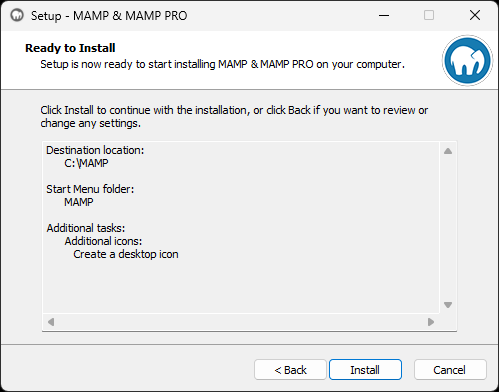 Setup - MAMP & MAMP PRO
Ready to Install
Setup is now ready to start installing MAMP & MAMP PRO on your computer.
Click Install to continue with the installation, or click Back if you want to review or
change any settings.
Destination location:
C:\MAMP
Start Menu folder:
MAMP
Additional tasks:
Additional icons:
Create a desktop icon
< Back
Install
Cancel